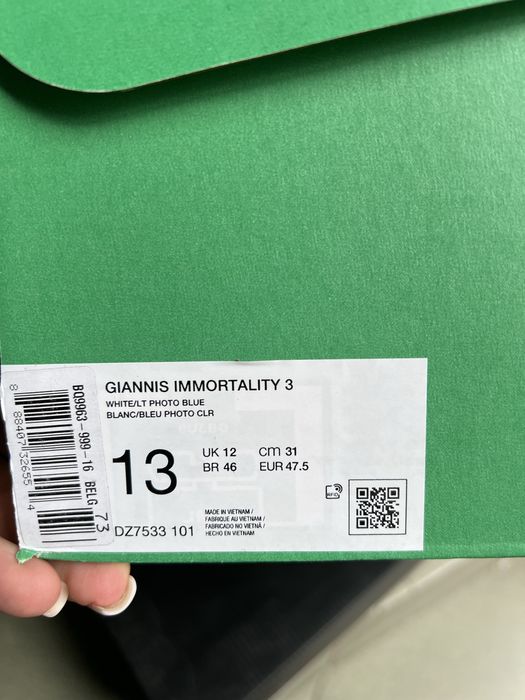 GIANNIS IMMORTALITY 3
WHITE/LT PHOTO BLUE
BLANC/BLEU PHOTO CLR
13
UK 12 CM 31
BR 46 EUR 47.5
DZ7533 101
MADE IN VIETNAM /
FABRIQUE AU VIETNAM /
FABRICADO NO VIETNÃ /
HECHO EN VIETNAM
RFID
BQ9963-999-16 BELG 73
8 88407 32655 4